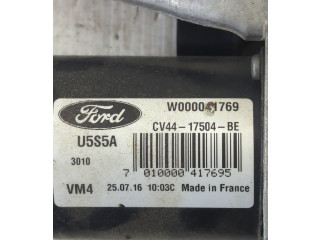 Ford
W000041769
CV44-17504-BE
U5S5A
3010
7 010000 417695
VM4 25.07.16 10:03C Made in France